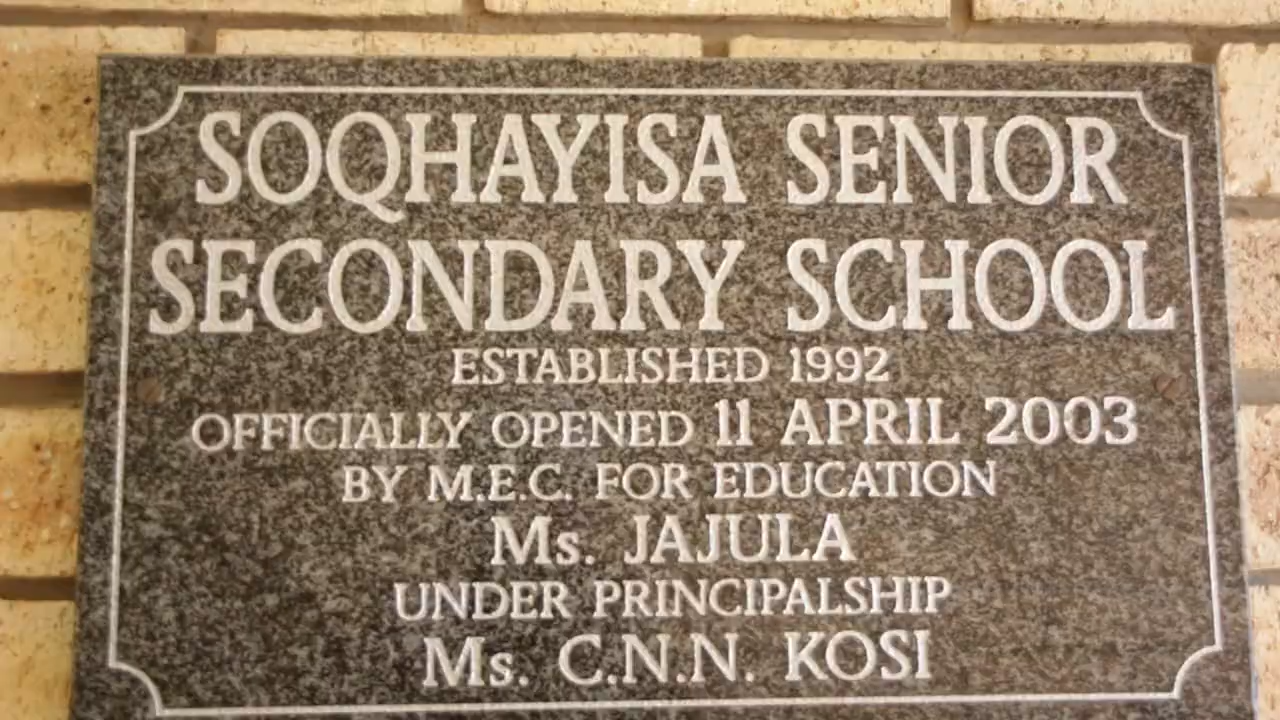 SOQHAYISA SENIOR
SECONDARY SCHOOL
ESTABLISHED 1992
OFFICIALLY OPENED 11 APRIL 2003
BY M.E.C. FOR EDUCATION
Ms. JAJULA
UNDER PRINCIPALSHIP
Ms. C.N.N. KOSI